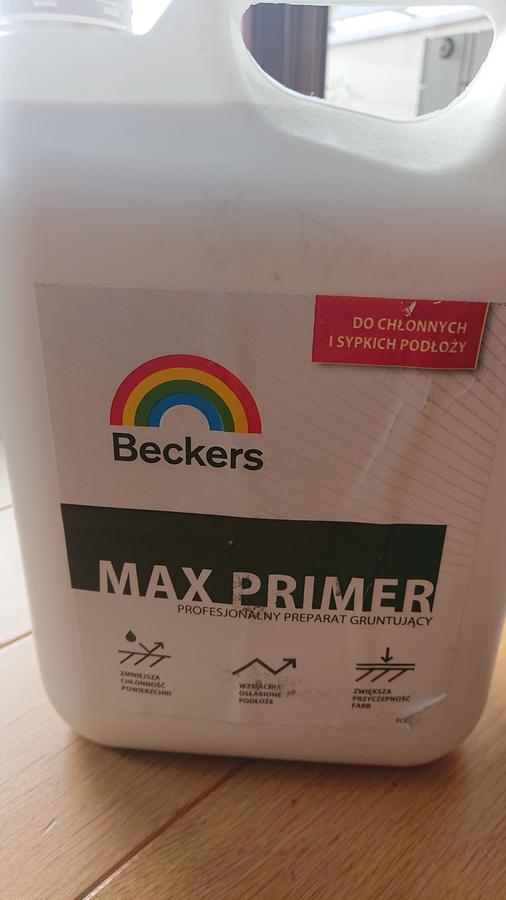 DO CHŁONNYCH
I SYPKICH PODŁOŻY
Beckers
MAX PRIMER
PROFESJONALNY PREPARAT GRUNTUJĄCY
ZMNIEJSZA
CHŁONNOŚĆ
POWIERZCHNI
WZMACNIA
OSŁABIONE
PODŁOŻE
ZWIĘKSZA
PRZYCZEPNOŚĆ
FARB